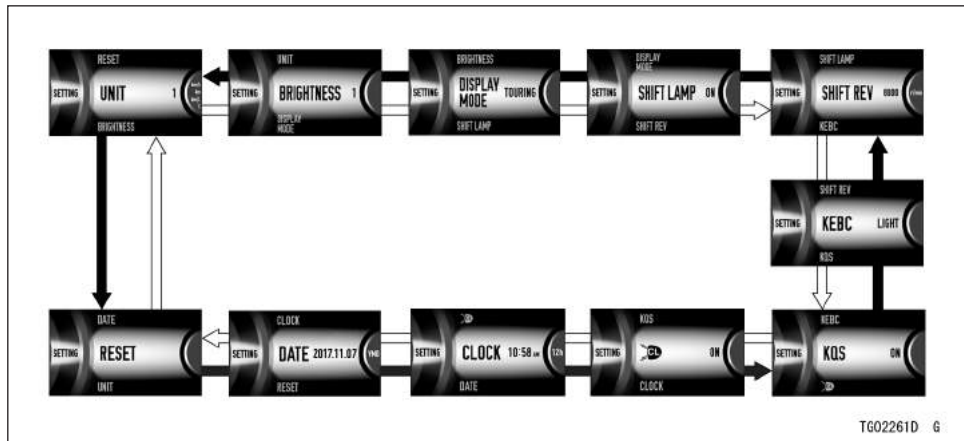 RESET
SETTING UNIT 1
BRIGHTNESS
UNIT
SETTING BRIGHTNESS 1
DISPLAY
MODE
BRIGHTNESS
SETTING DISPLAY
MODE TOURING
SHIFT LAMP
DISPLAY
MODE
SETTING SHIFT LAMP ON
SHIFT REV
SHIFT LAMP
SETTING SHIFT REV
KEBC
SHIFT REV
SETTING KEBC LIGHT
KQS
DATE
SETTING RESET
UNIT
CLOCK
SETTING DATE 2017.11.07 YMD
RESET
SETTING CLOCK 10:58 AM 12h
DATE
KQS
SETTING CL ON
CLOCK
KEBC
SETTING KQS ON
TG02261D G